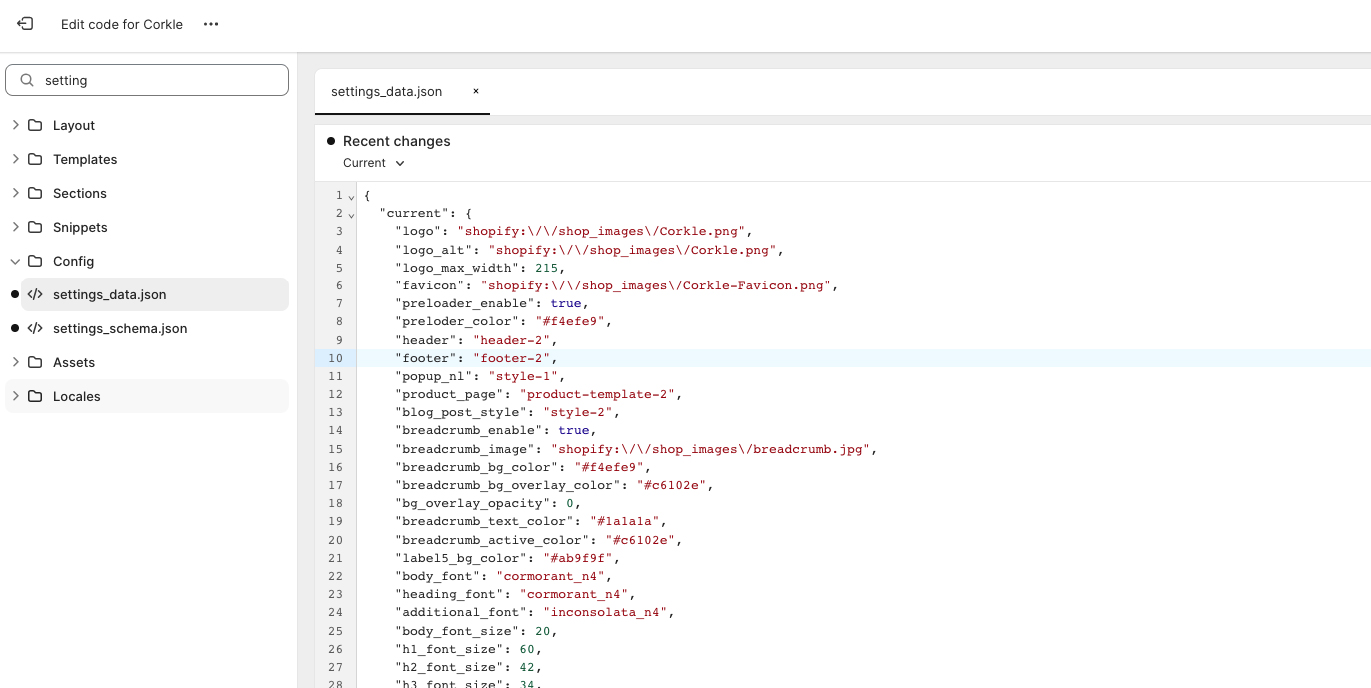 Edit code for Corkle
setting
Layout
Templates
Sections
Snippets
Config
settings_data.json
settings_schema.json
Assets
Locales
settings_data.json ×
Recent changes
Current
1 {
2 "current": {
3 "logo": "shopify:\/\/shop_images\/Corkle.png",
4 "logo_alt": "shopify:\/\/shop_images\/Corkle.png",
5 "logo_max_width": 215,
6 "favicon": "shopify:\/\/shop_images\/Corkle-Favicon.png",
7 "preloader_enable": true,
8 "preloder_color": "#f4efe9",
9 "header": "header-2",
10 "footer": "footer-2",
11 "popup_nl": "style-1",
12 "product_page": "product-template-2",
13 "blog_post_style": "style-2",
14 "breadcrumb_enable": true,
15 "breadcrumb_image": "shopify:\/\/shop_images\/breadcrumb.jpg",
16 "breadcrumb_bg_color": "#f4efe9",
17 "breadcrumb_bg_overlay_color": "#c6102e",
18 "bg_overlay_opacity": 0,
19 "breadcrumb_text_color": "#1a1a1a",
20 "breadcrumb_active_color": "#c6102e",
21 "label5_bg_color": "#ab9f9f",
22 "body_font": "cormorant_n4",
23 "heading_font": "cormorant_n4",
24 "additional_font": "inconsolata_n4",
25 "body_font_size": 20,
26 "h1_font_size": 60,
27 "h2_font_size": 42,
28 "h3_font_size": 34,